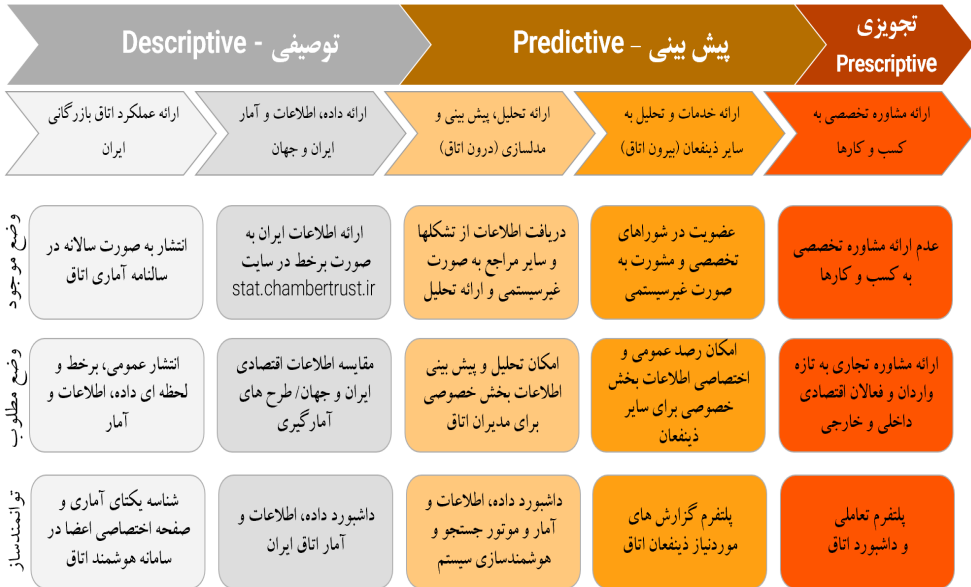 توصیفی - Descriptive
پیش بینی – Predictive
تجویزی
Prescriptive
ارائه عملکرد اتاق بازرگانی
ایران
ارائه داده، اطلاعات و آمار
ایران و جهان
ارائه تحلیل، پیش بینی و
مدلسازی (درون اتاق)
ارائه خدمات و تحلیل به
سایر ذینفعان (بیرون اتاق)
ارائه مشاوره تخصصی به
کسب و کارها
وضع موجود
انتشار به صورت سالانه در
سالنامه آماری اتاق
ارائه اطلاعات ایران به
صورت برخط در سایت
stat.chambertrust.ir
دریافت اطلاعات از تشکلها
و سایر مراجع به صورت
غیرسیستمی و ارائه تحلیل
عضویت در شوراهای
تخصصی و مشورت به
صورت غیرسیستمی
عدم ارائه مشاوره تخصصی
به کسب و کارها
وضع مطلوب
انتشار عمومی، برخط و
لحظه ای داده، اطلاعات و
آمار
مقایسه اطلاعات اقتصادی
ایران و جهان/ طرح های
آمارگیری
امکان تحلیل و پیش بینی
اطلاعات بخش خصوصی
برای مدیران اتاق
امکان رصد عمومی و
اختصاصی اطلاعات بخش
خصوصی برای سایر
ذینفعان
ارائه مشاوره تجاری به تازه
واردان و فعالان اقتصادی
داخلی و خارجی
توانمندساز
شناسه یکتای آماری و
صفحه اختصاصی اعضا در
سامانه هوشمند اتاق
داشبورد داده، اطلاعات و
آمار اتاق ایران
داشبورد داده، اطلاعات و
آمار و موتور جستجو و
هوشمندسازی سیستم
پلتفرم گزارش های
موردنیاز ذینفعان اتاق
پلتفرم تعاملی
و داشبورد اتاق